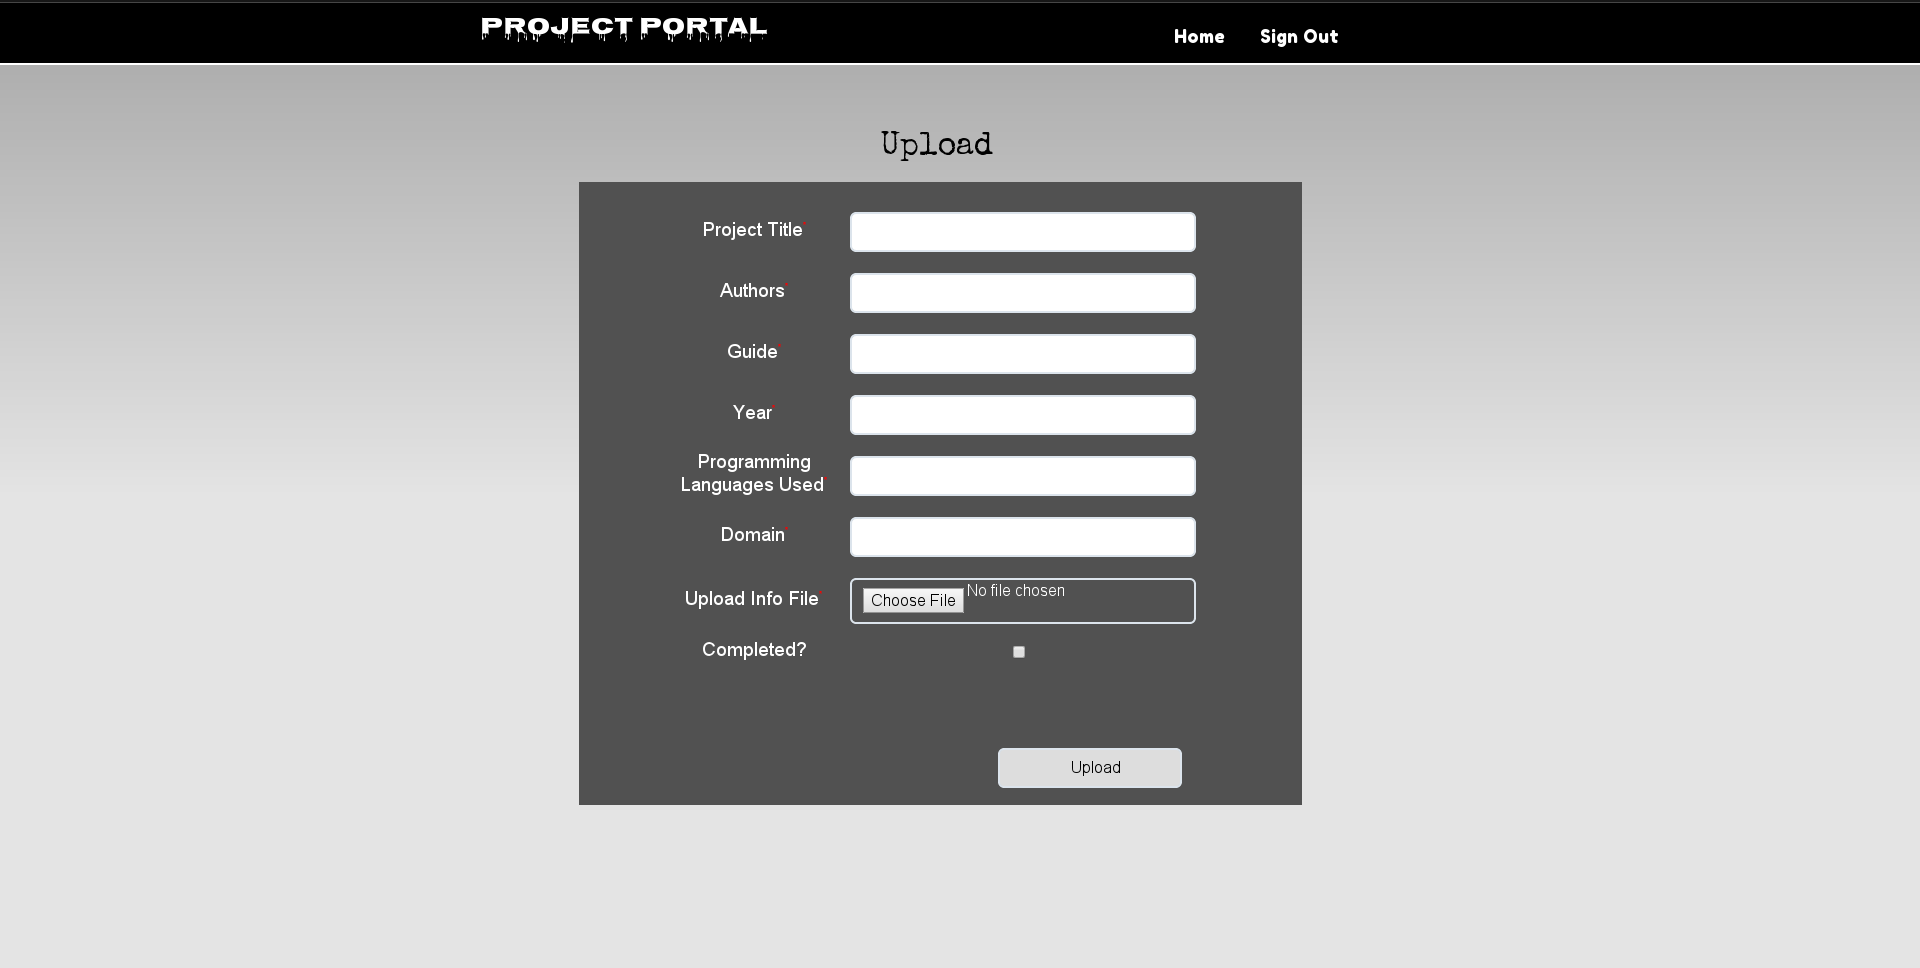 PROJECT PORTAL
Home
Sign Out
Upload
Project Title*
Authors*
Guide*
Year*
Programming
Languages Used*
Domain*
Upload Info File*
Choose File No file chosen
Completed?
Upload